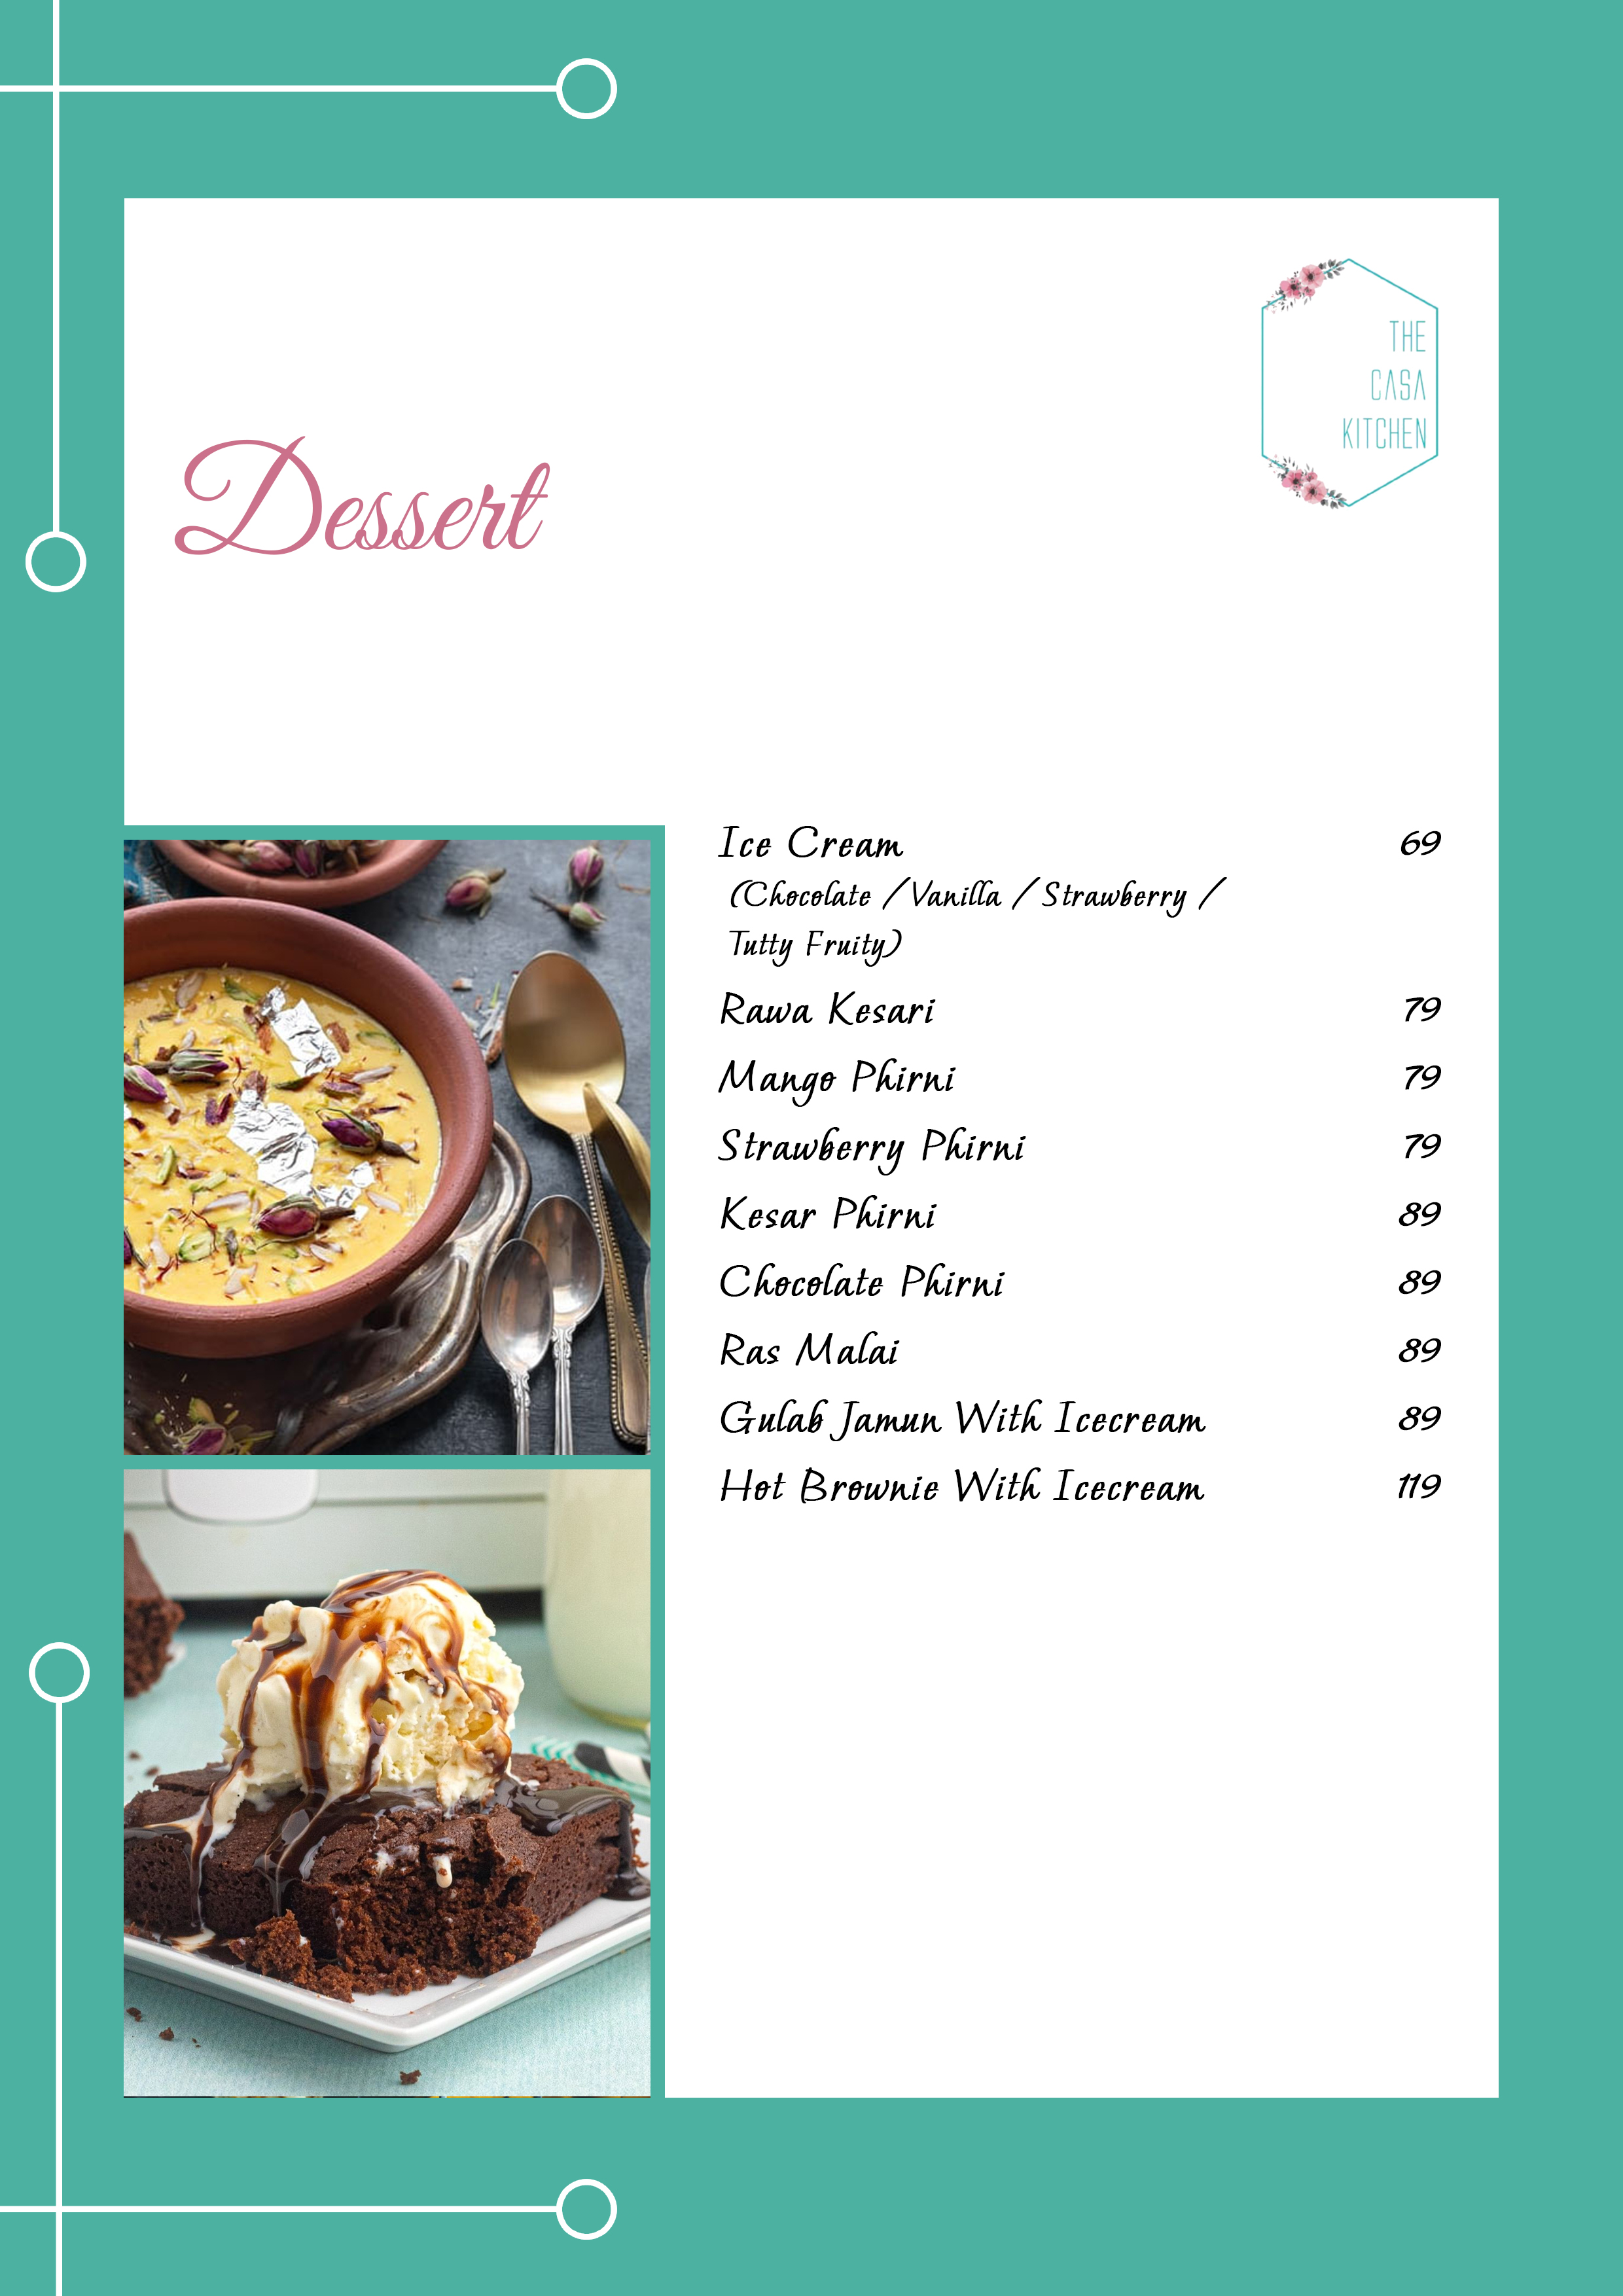 THE
CASA
KITCHEN
Dessert
Ice Cream 69
(Chocolate / Vanilla / Strawberry /
Tutty Fruity)
Rawa Kesari 79
Mango Phirni 79
Strawberry Phirni 79
Kesar Phirni 89
Chocolate Phirni 89
Ras Malai 89
Gulab Jamun With Icecream 89
Hot Brownie With Icecream 119